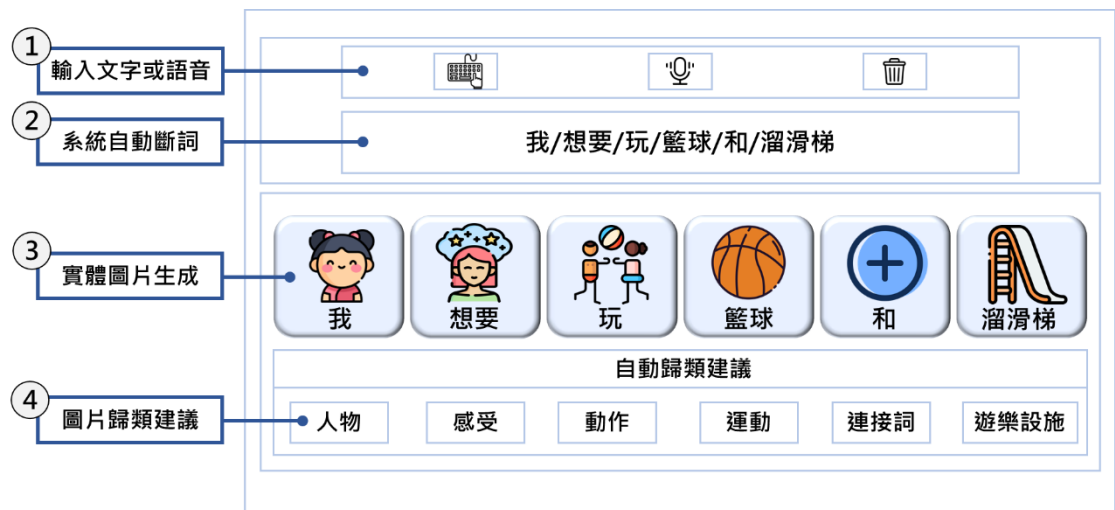 1
輸入文字或語音
2
系統自動斷詞
我/想要/玩/籃球/和/溜滑梯
3
實體圖片生成
我 想要 玩 籃球 和 溜滑梯
自動歸類建議
4
圖片歸類建議
人物 感受 動作 運動 連接詞 遊樂設施